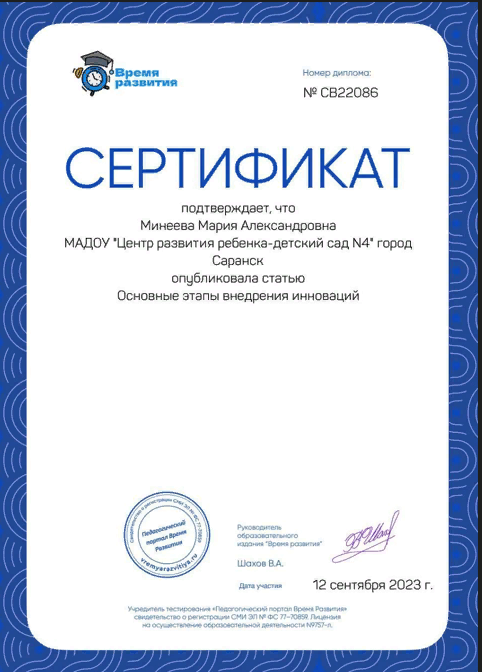 Время
развития
Номер диплома:
№ СВ22086
СЕРТИФИКАТ
подтверждает, что
Минеева Мария Александровна
МАДОУ "Центр развития ребенка-детский сад N4" город
Саранск
опубликовала статью
Основные этапы внедрения инноваций
Свидетельство о регистрации СМИ ЭЛ № ФС 77-70859
Педагогический
портал Время
Развития
vremyarazvitiya.ru
Руководитель
образовательного
издания "Время развития"
Шахов В.А.
Дата участия
12 сентября 2023 г.
Учредитель тестирования «Педагогический портал Время Развития»
свидетельство о регистрации СМИ ЭЛ № ФС 77-70859. Лицензия
на осуществление образовательной деятельности N9757-л.